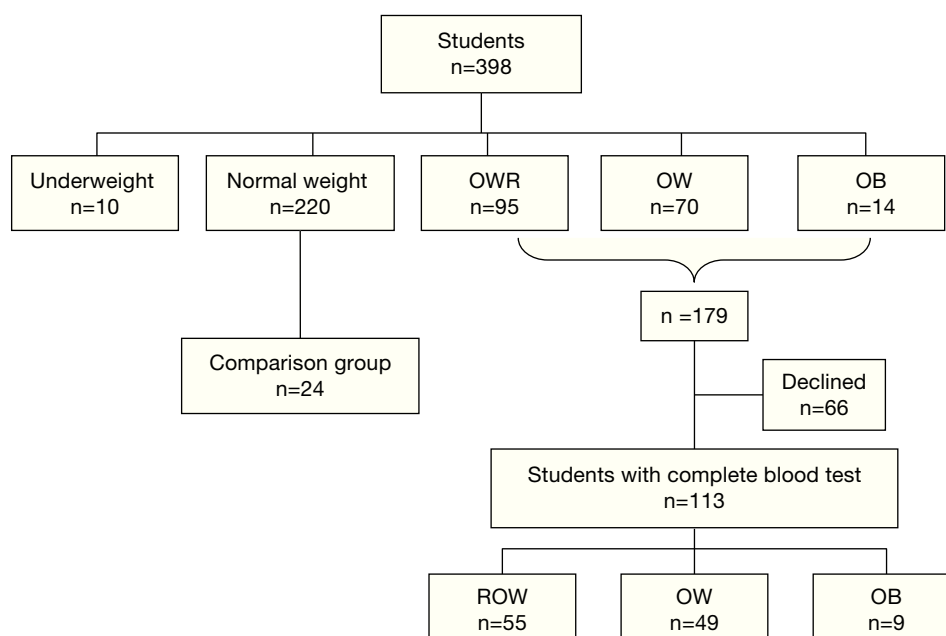 Students
n=398
Underweight
n=10
Normal weight
n=220
OWR
n=95
OW
n=70
OB
n=14
n =179
Comparison group
n=24
Declined
n=66
Students with complete blood test
n=113
ROW
n=55
OW
n=49
OB
n=9